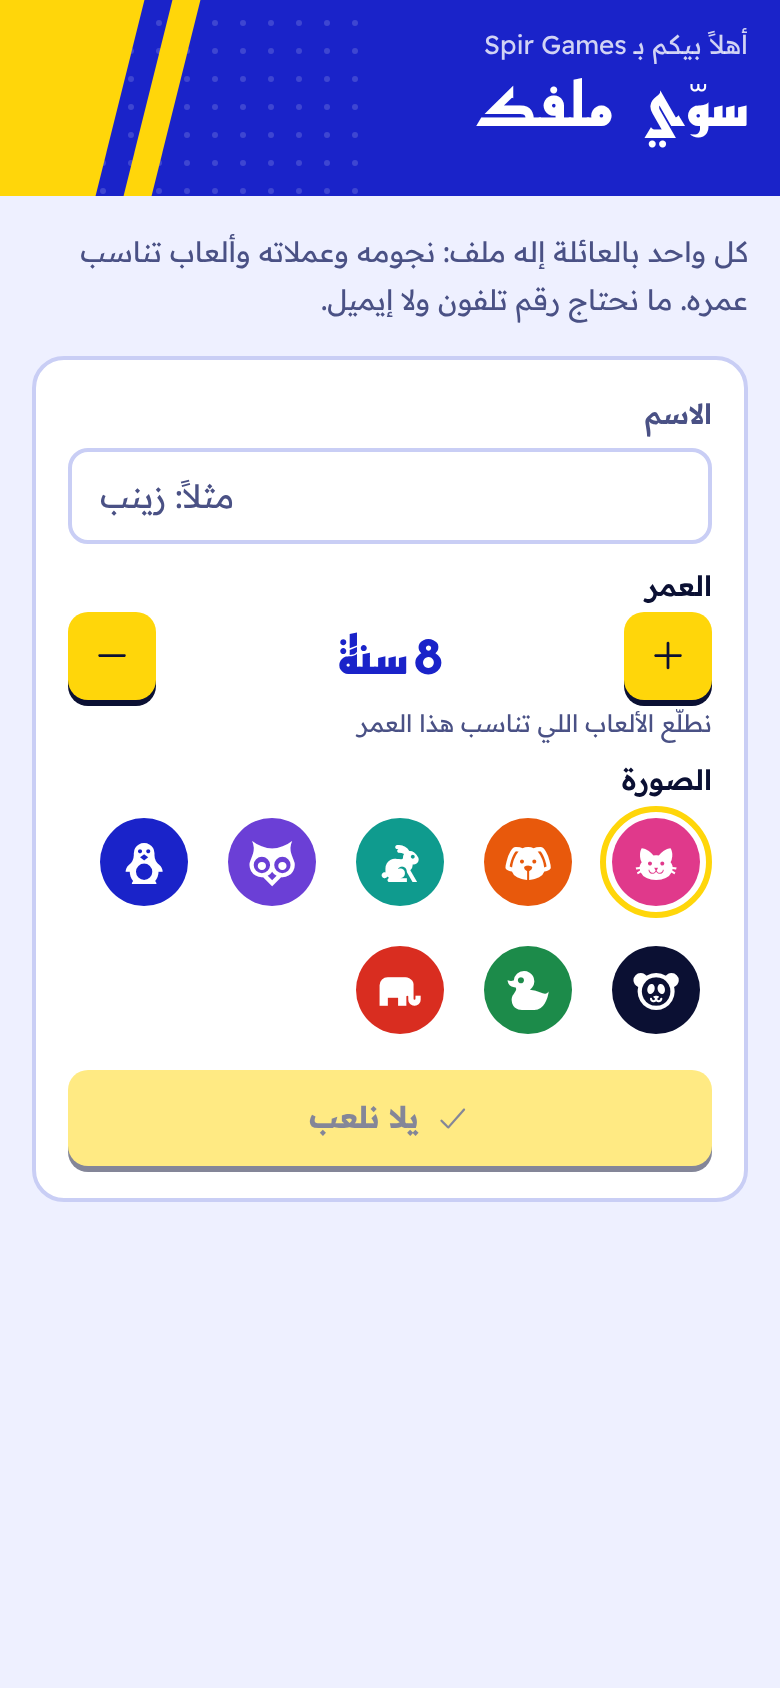 أهلاً بيكم بـ Spir Games
سوّي ملفك
كل واحد بالعائلة إله ملف: نجومه وعملاته وألعاب تناسب
عمره. ما نحتاج رقم تلفون ولا إيميل.
الاسم
مثلاً: زينب
العمر
8 سنة
نطلّع الألعاب اللي تناسب هذا العمر
الصورة
يلا نلعب